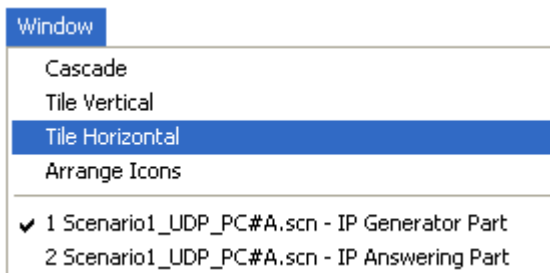 Window
Cascade
Tile Vertical
Tile Horizontal
Arrange Icons
1 Scenario1_UDP_PC#A.scn - IP Generator Part
2 Scenario1_UDP_PC#A.scn - IP Answering Part